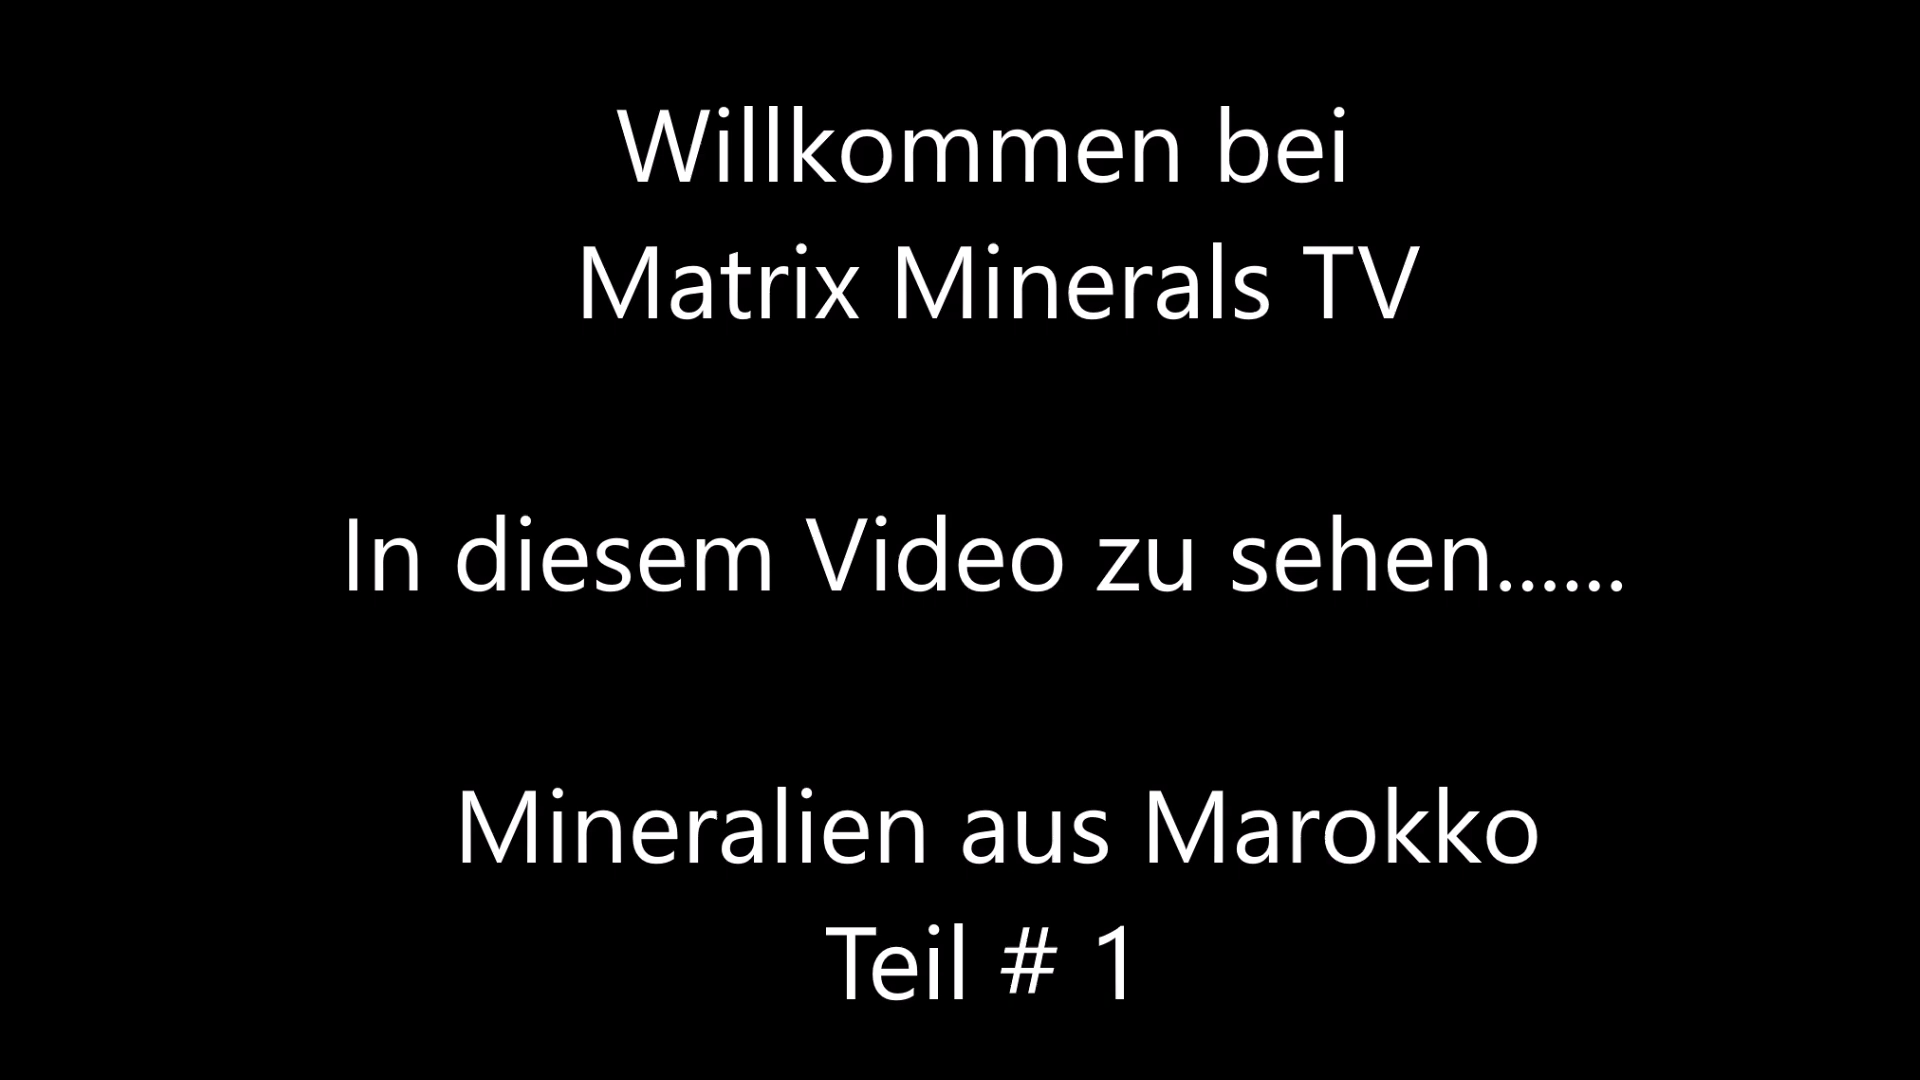 Willkommen bei
Matrix Minerals TV
In diesem Video zu sehen......
Mineralien aus Marokko
Teil # 1